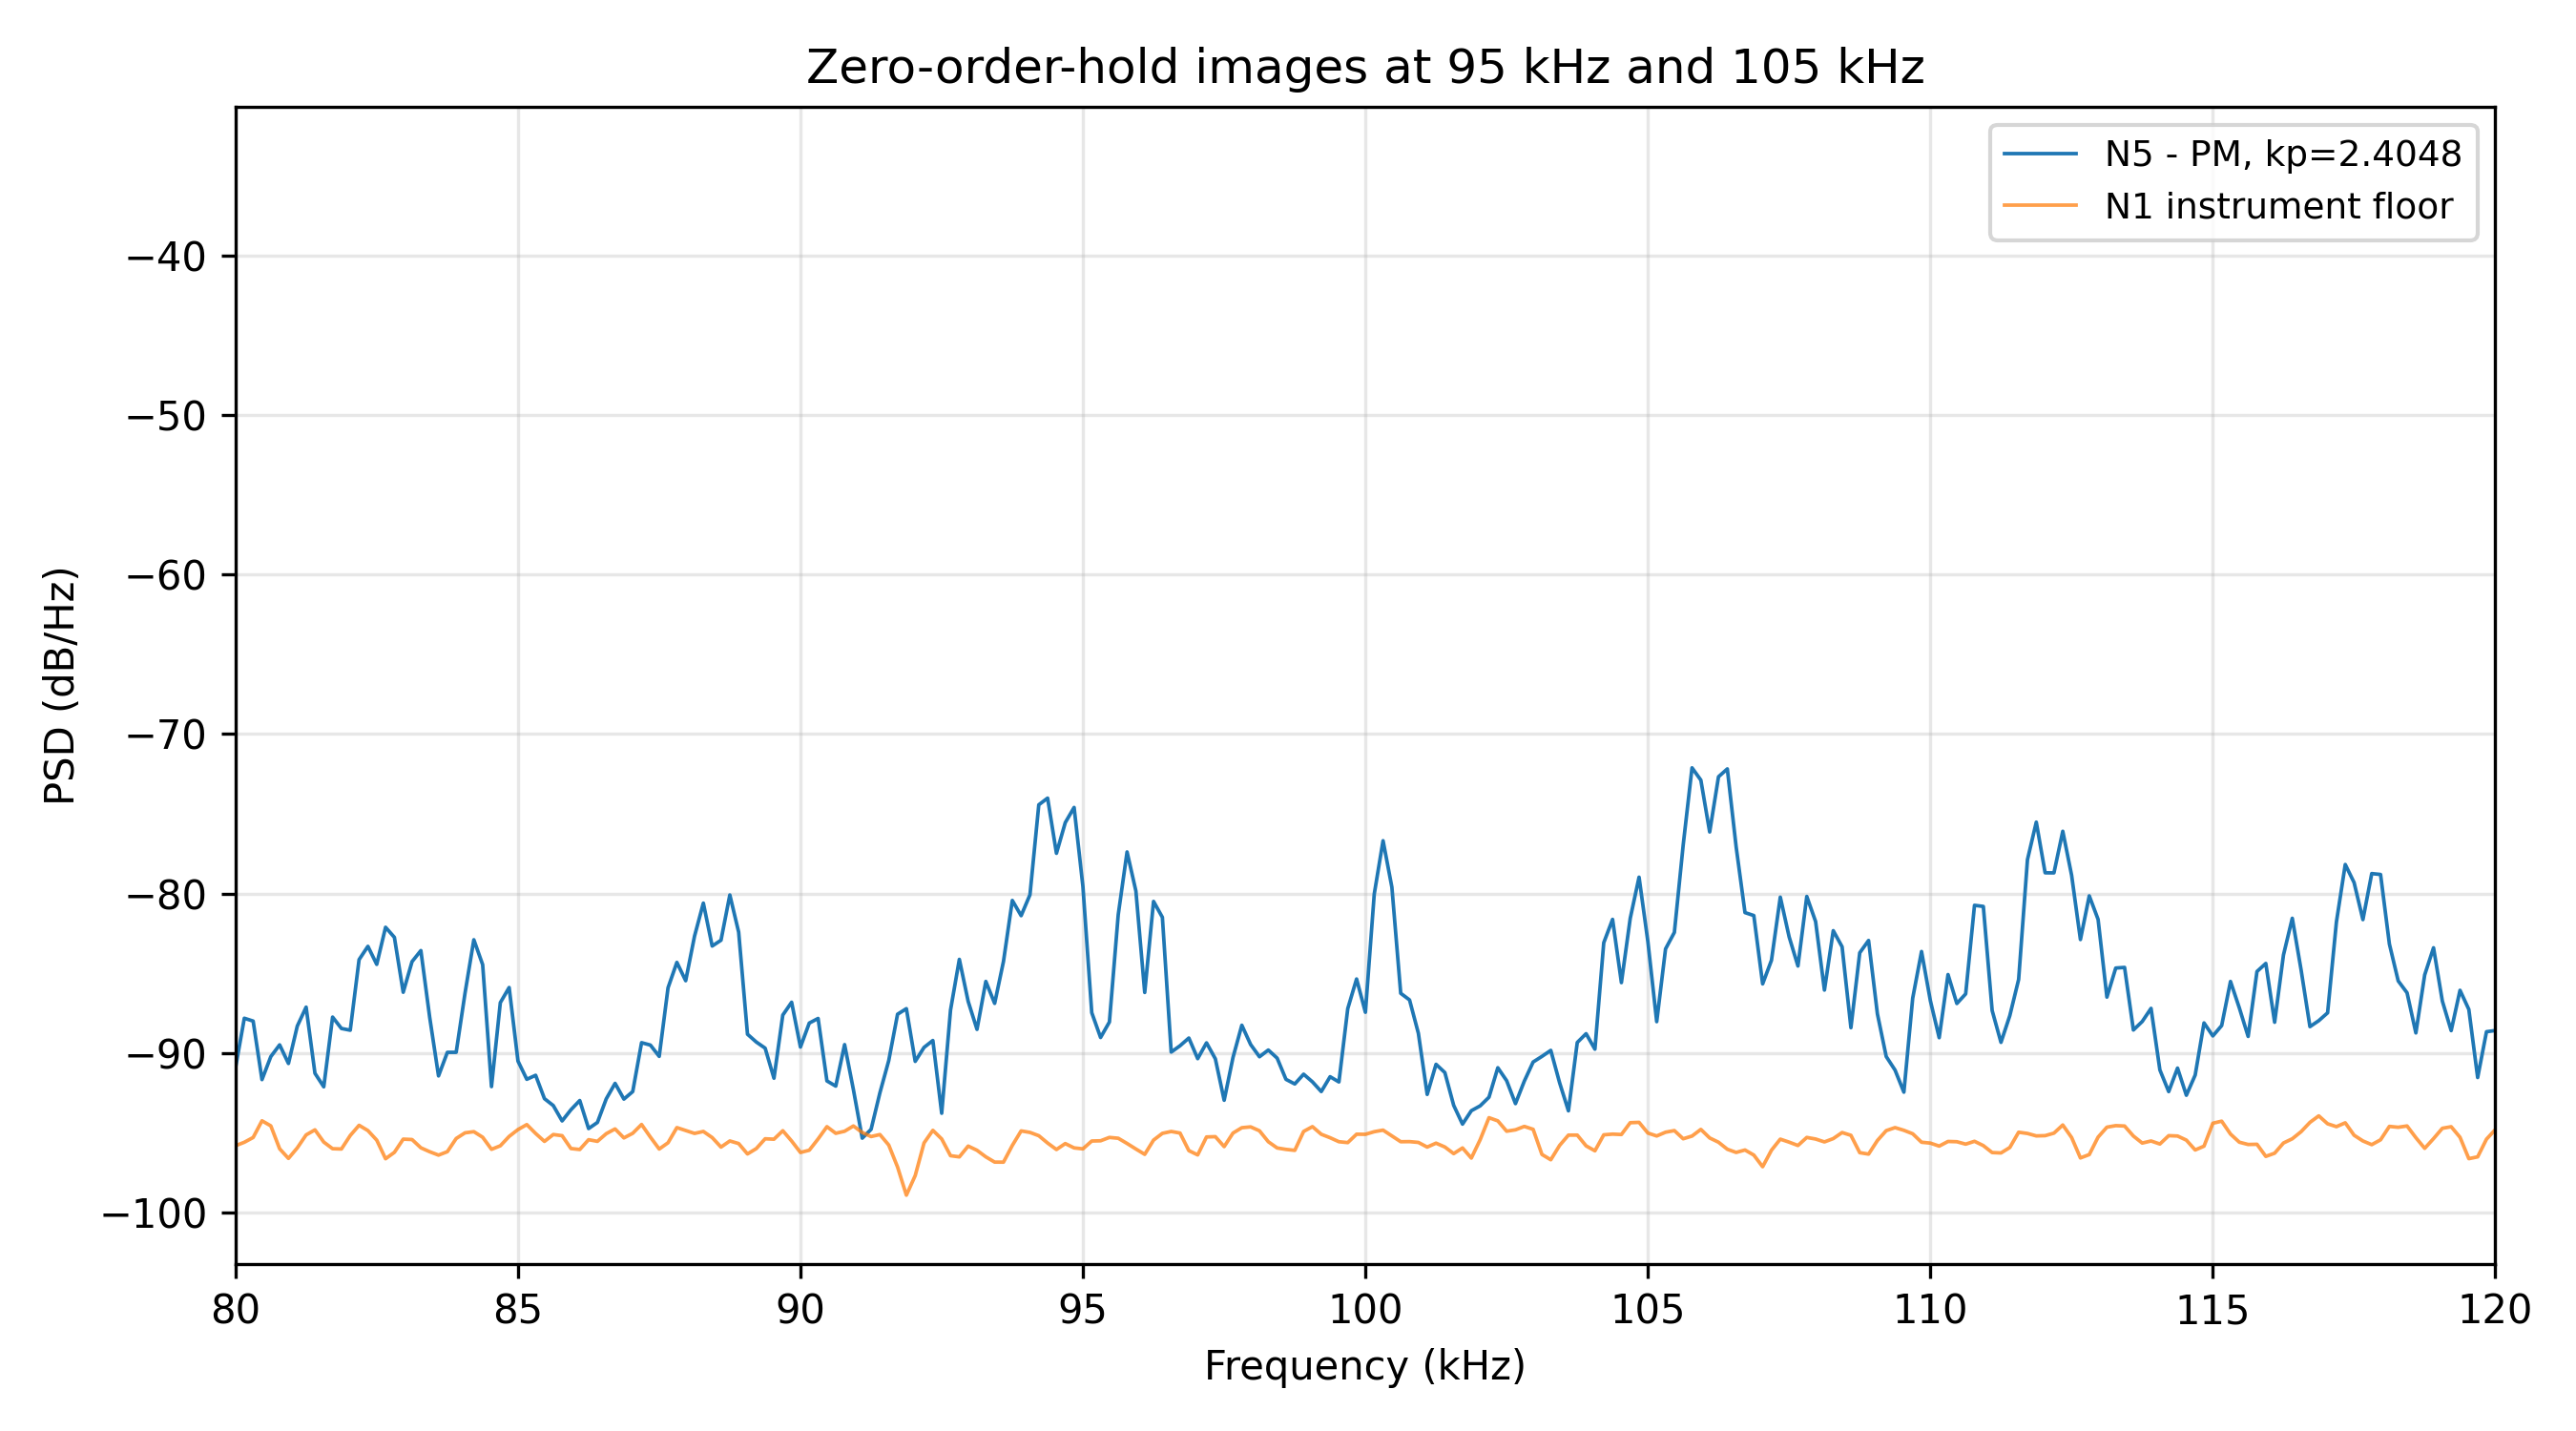 Zero-order-hold images at 95 kHz and 105 kHz
N5 - PM, kp=2.4048
N1 instrument floor
PSD (dB/Hz)
−40
−50
−60
−70
−80
−90
−100
80 85 90 95 100 105 110 115 120
Frequency (kHz)